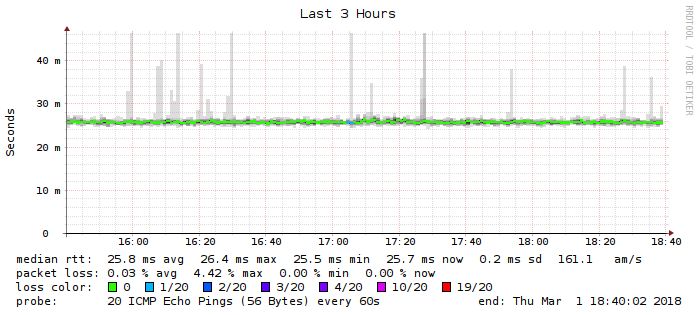 Last 3 Hours
RRDTOOL / TOBI OETIKER
Seconds
40 m
30 m
20 m
10 m
0
16:00 16:20 16:40 17:00 17:20 17:40 18:00 18:20 18:40
median rtt: 25.8 ms avg 26.4 ms max 25.5 ms min 25.7 ms now 0.2 ms sd 161.1 am/s
packet loss: 0.03 % avg 4.42 % max 0.00 % min 0.00 % now
loss color: 0 1/20 2/20 3/20 4/20 10/20 19/20
probe: 20 ICMP Echo Pings (56 Bytes) every 60s end: Thu Mar 1 18:40:02 2018